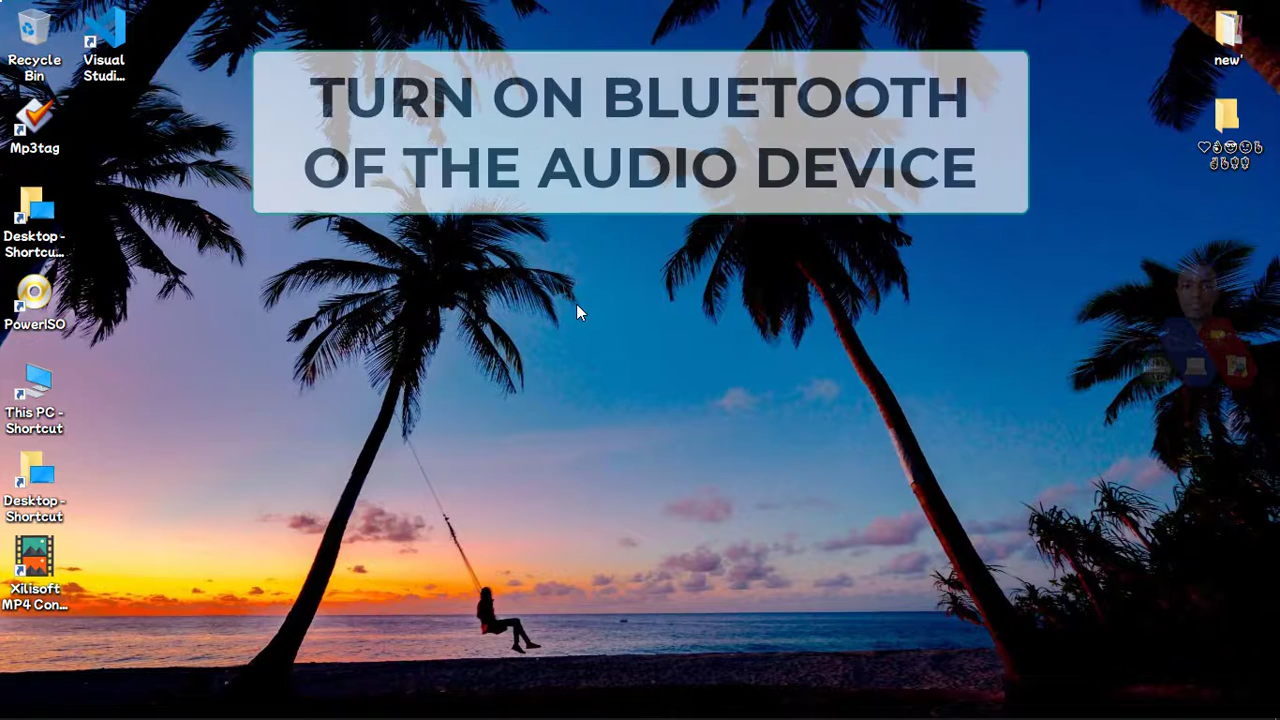 Recycle
Bin
Visual
Studi...
TURN ON BLUETOOTH
OF THE AUDIO DEVICE
new'
Mp3tag
Desktop -
Shortcu...
PowerISO
This PC -
Shortcut
Desktop -
Shortcut
Xilisoft
MP4 Con...